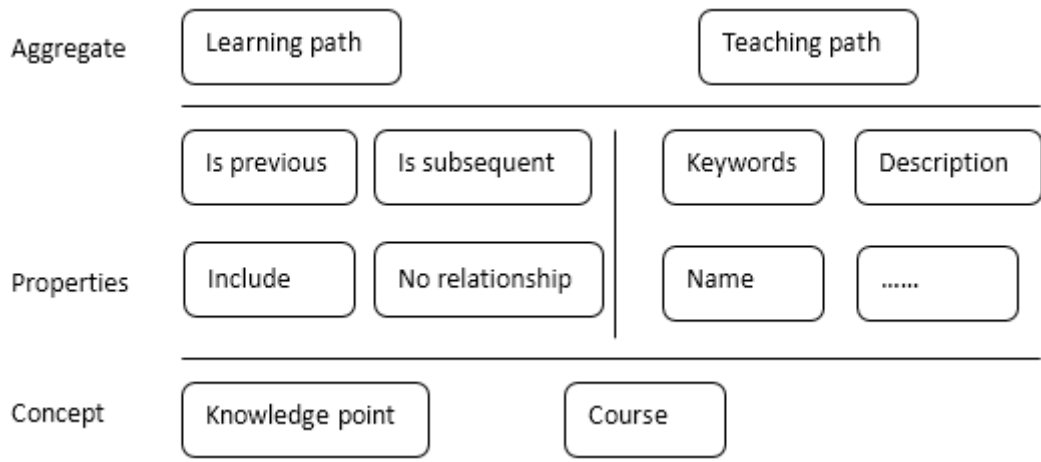 Aggregate
Learning path
Teaching path
Is previous
Is subsequent
Keywords
Description
Properties
Include
No relationship
Name
......
Concept
Knowledge point
Course